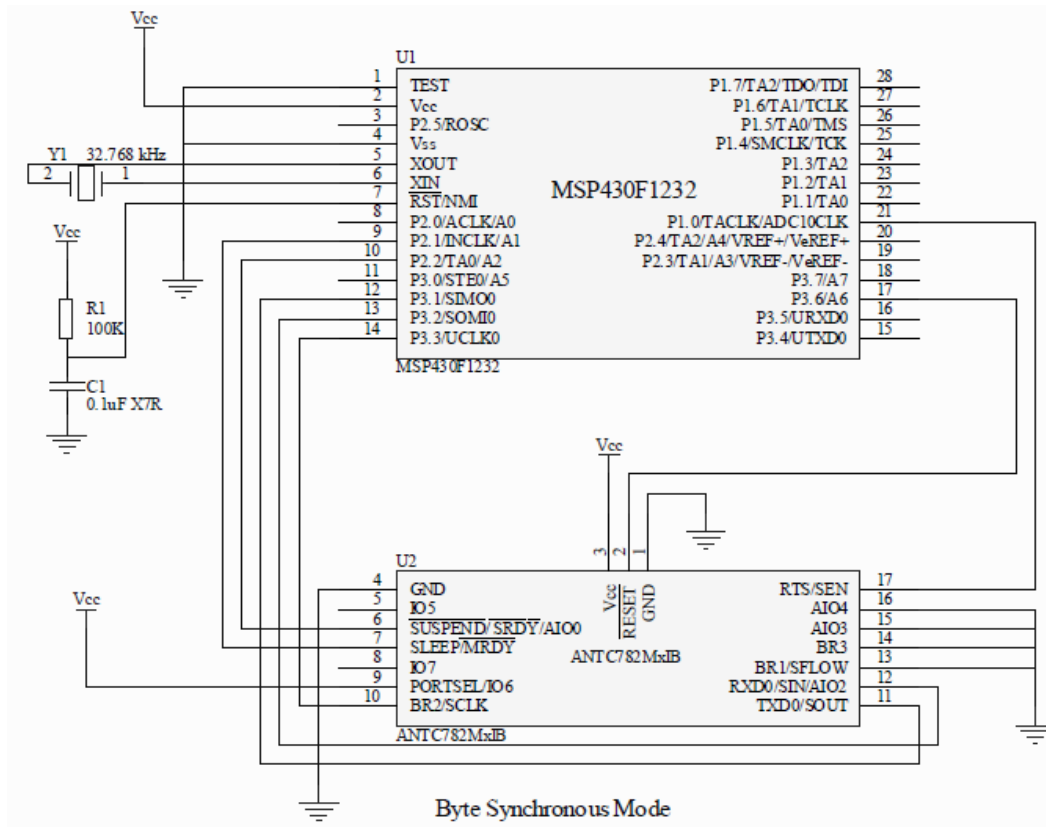 Vcc
U1
1 TEST
2 Vcc
3 P2.5/ROSC
4 Vss
5 XOUT
6 XIN
7 RST/NMI
8 P2.0/ACLK/A0
9 P2.1/INCLK/A1
10 P2.2/TA0/A2
11 P3.0/STE0/A5
12 P3.1/SIMO0
13 P3.2/SOMI0
14 P3.3/UCLK0
MSP430F1232
P1.7/TA2/TDO/TDI 28
P1.6/TA1/TCLK 27
P1.5/TA0/TMS 26
P1.4/SMCLK/TCK 25
P1.3/TA2 24
P1.2/TA1 23
P1.1/TA0 22
P1.0/TACLK/ADC10CLK 21
P2.4/TA2/A4/VREF+/VeREF+ 20
P2.3/TA1/A3/VREF-/VeREF- 19
P3.7/A7 18
P3.6/A6 17
P3.5/URXD0 16
P3.4/UTXD0 15
MSP430F1232
Y1 32.768 kHz
2 1
Vcc
R1
100K
C1
0.1uF X7R
Vcc
3 2 1
Vcc
RESET
GND
U2
4 GND
5 IO5
6 SUSPEND/SRDY/AIO0
7 SLEEP/MRDY
8 IO7
9 PORTSEL/IO6
10 BR2/SCLK
ANTC782MxIB
RTS/SEN 17
AIO4 16
AIO3 15
BR3 14
BR1/SFLOW 13
RXD0/SIN/AIO2 12
TXD0/SOUT 11
ANTC782MxIB
Vcc
Byte Synchronous Mode